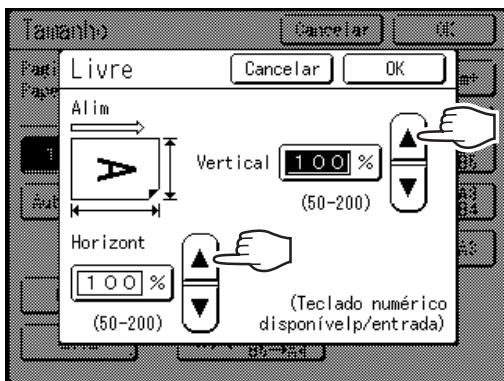 Tamanho
Cancelar OK
Livre
Cancelar OK
Alim
A
Vertical 100 %
(50-200)
Horizont
100 %
(50-200)
(Teclado numérico
disponívelp/entrada)